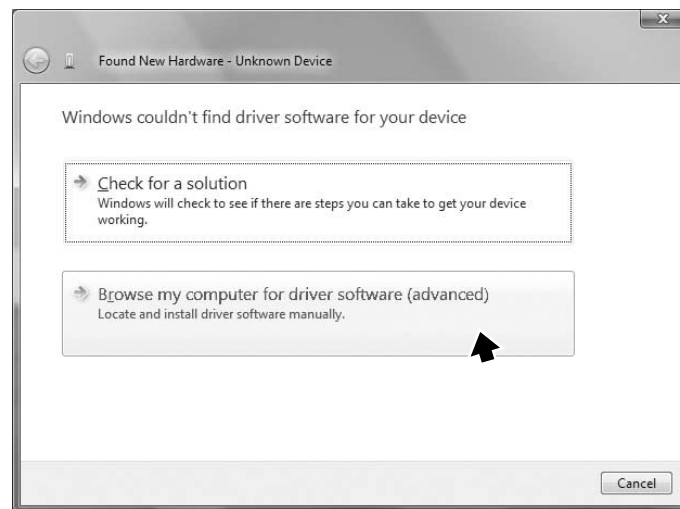 Found New Hardware - Unknown Device
Windows couldn't find driver software for your device
Check for a solution
Windows will check to see if there are steps you can take to get your device
working.
Browse my computer for driver software (advanced)
Locate and install driver software manually.
Cancel